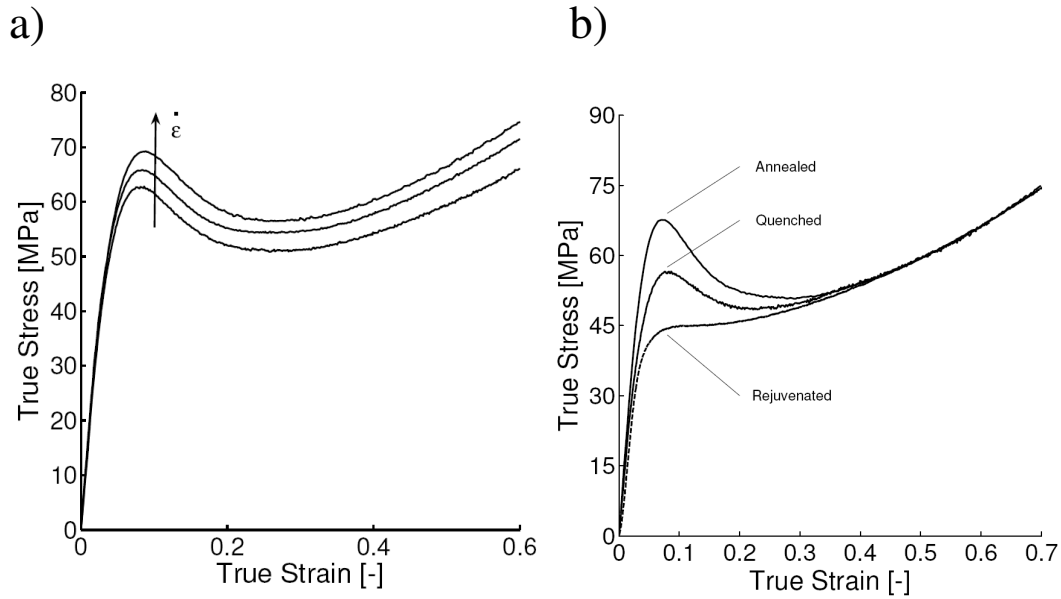 a)
80
70
60
50
40
30
20
10
0
True Stress [MPa]
ε̇
0 0.2 0.4 0.6
True Strain [-]
b)
90
75
60
45
30
15
0
True Stress [MPa]
Annealed
Quenched
Rejuvenated
0 0.1 0.2 0.3 0.4 0.5 0.6 0.7
True Strain [-]